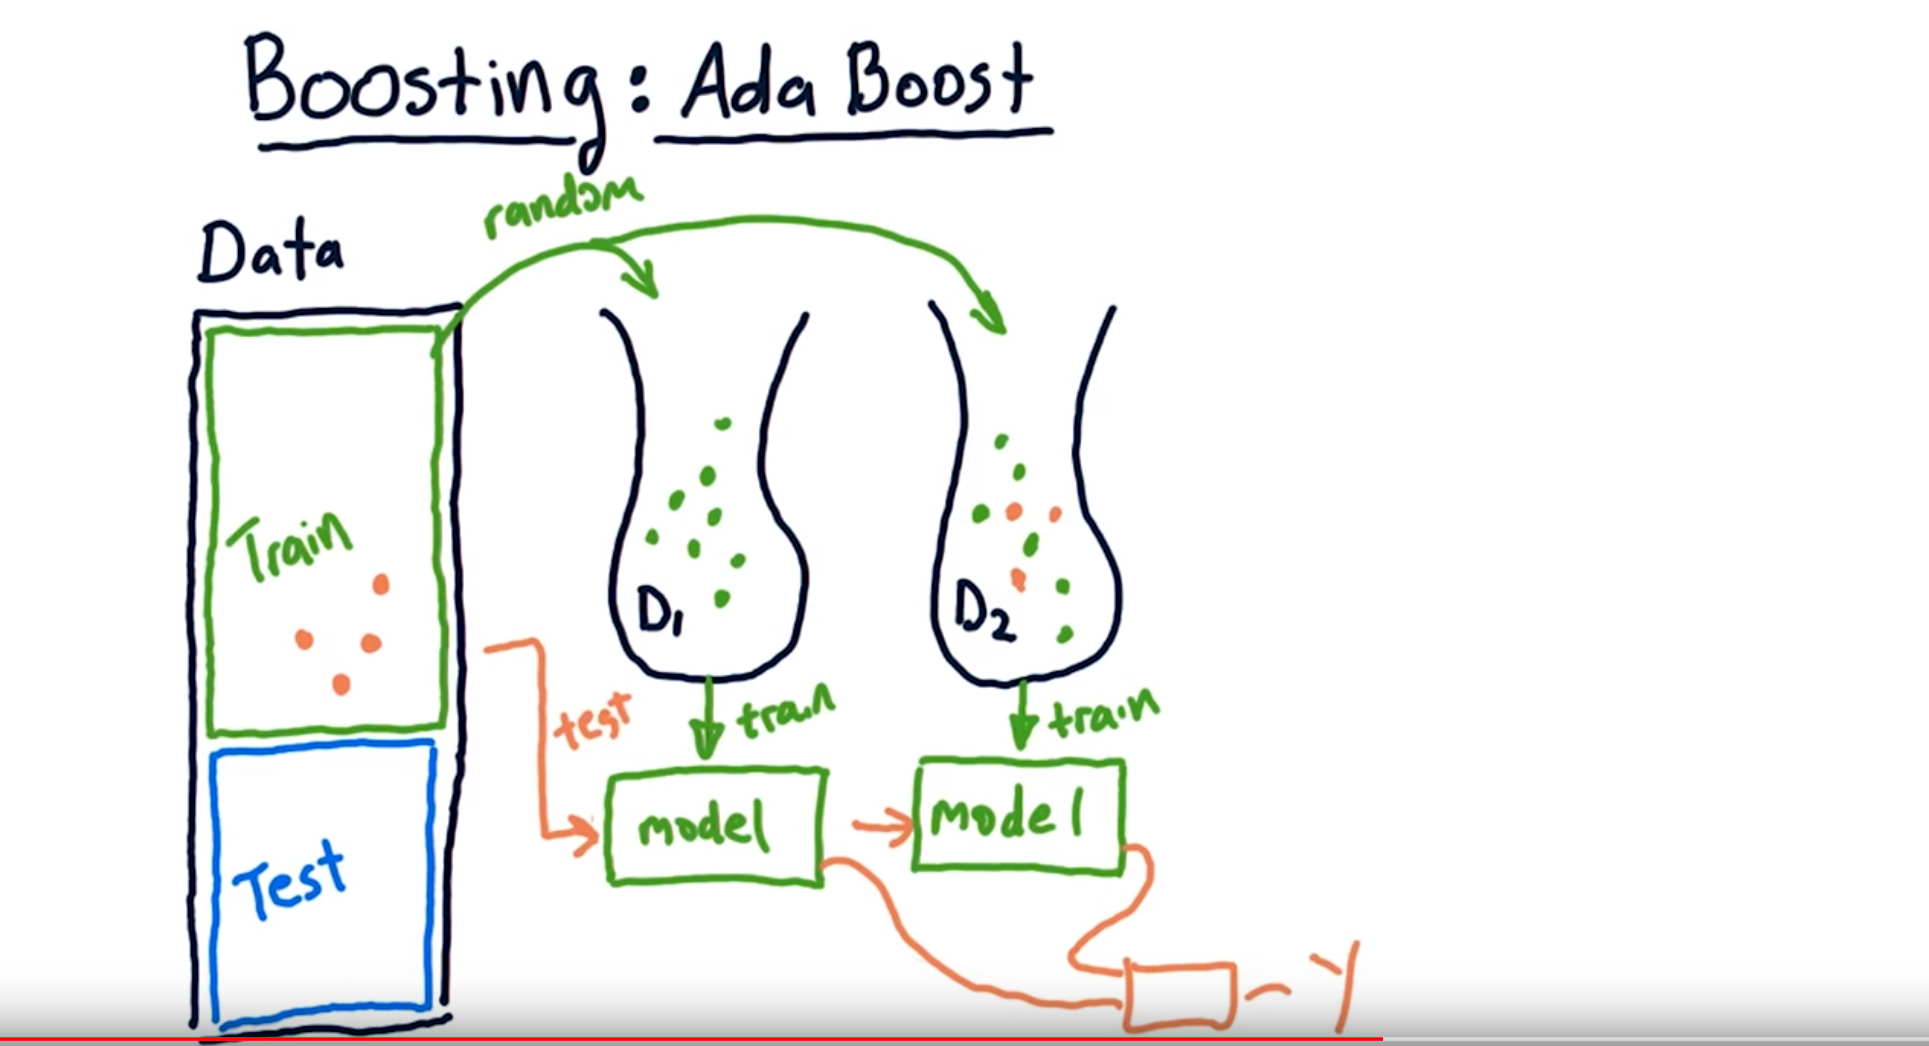 Boosting: Ada Boost
random
Data
Train
D1
D2
test
train
train
model
model
Test
Y